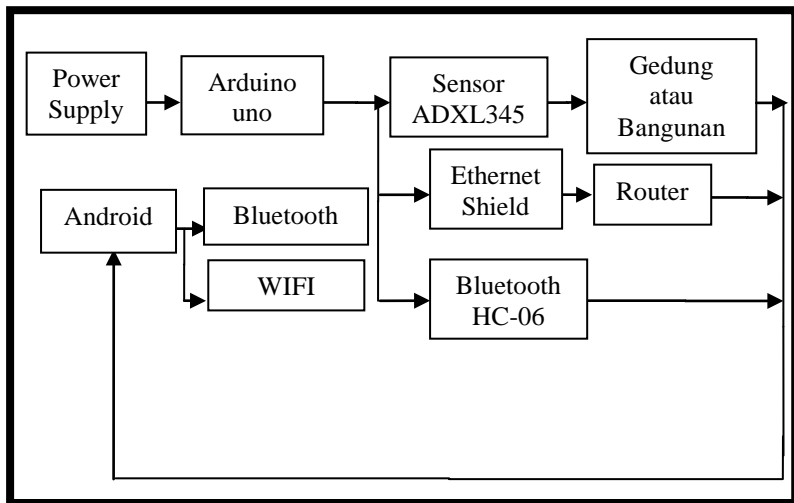 Power
Supply
Arduino
uno
Sensor
ADXL345
Gedung
atau
Bangunan
Ethernet
Shield
Router
Android
Bluetooth
WIFI
Bluetooth
HC-06